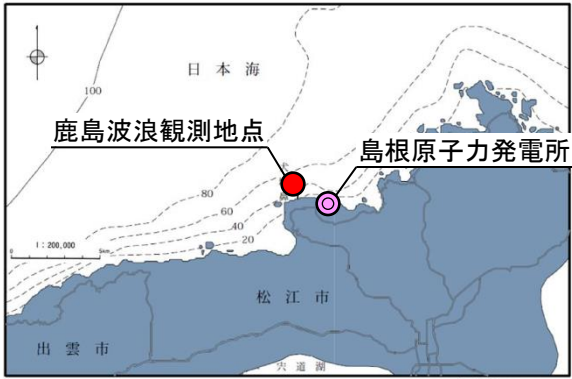 日本海
100
鹿島波浪観測地点
島根原子力発電所
80
60
40
20
1:200,000
5km
松江市
出雲市
宍道湖